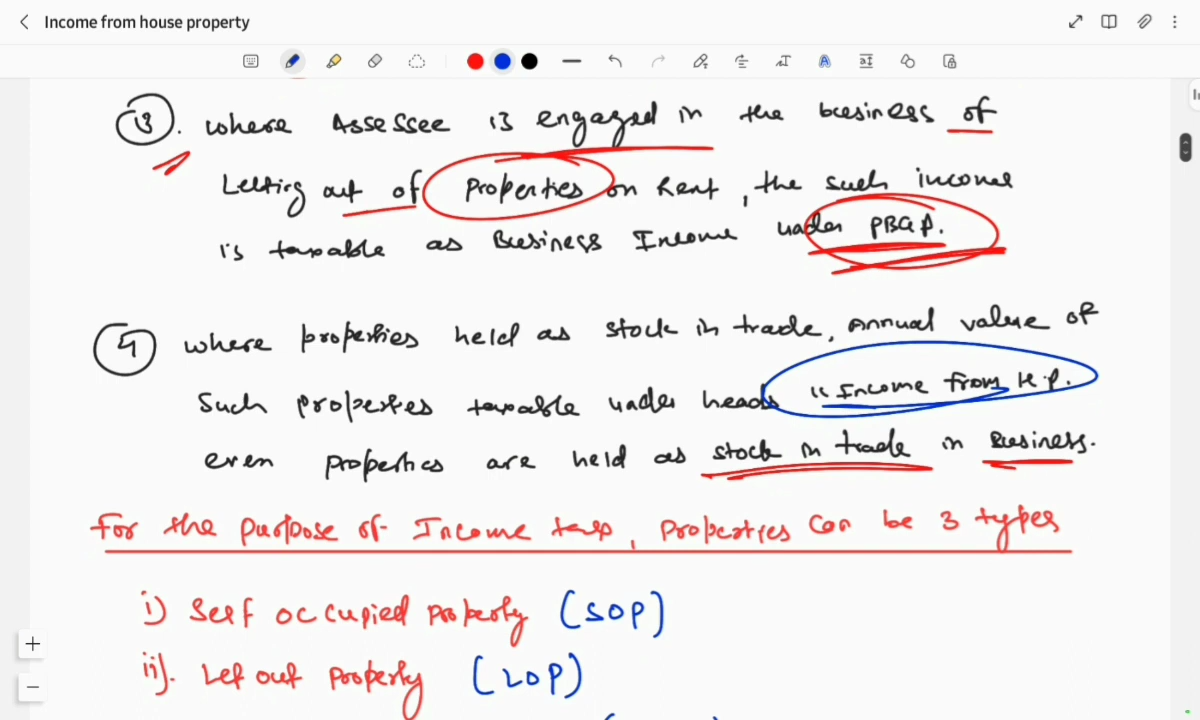 Income from house property
(3). where Assessee is engaged in the business of
Letting out of Properties on Rent, the such income
is taxable as Business Income under PBGP.
(4) where properties held as stock in trade, Annual value of
Such properties taxable under heads "Income from H.P.
even properties are held as stock in trade in Business.
For the purpose of Income tax, Properties can be 3 types
i) Self occupied property (SOP)
ii). Let out property (LOP)